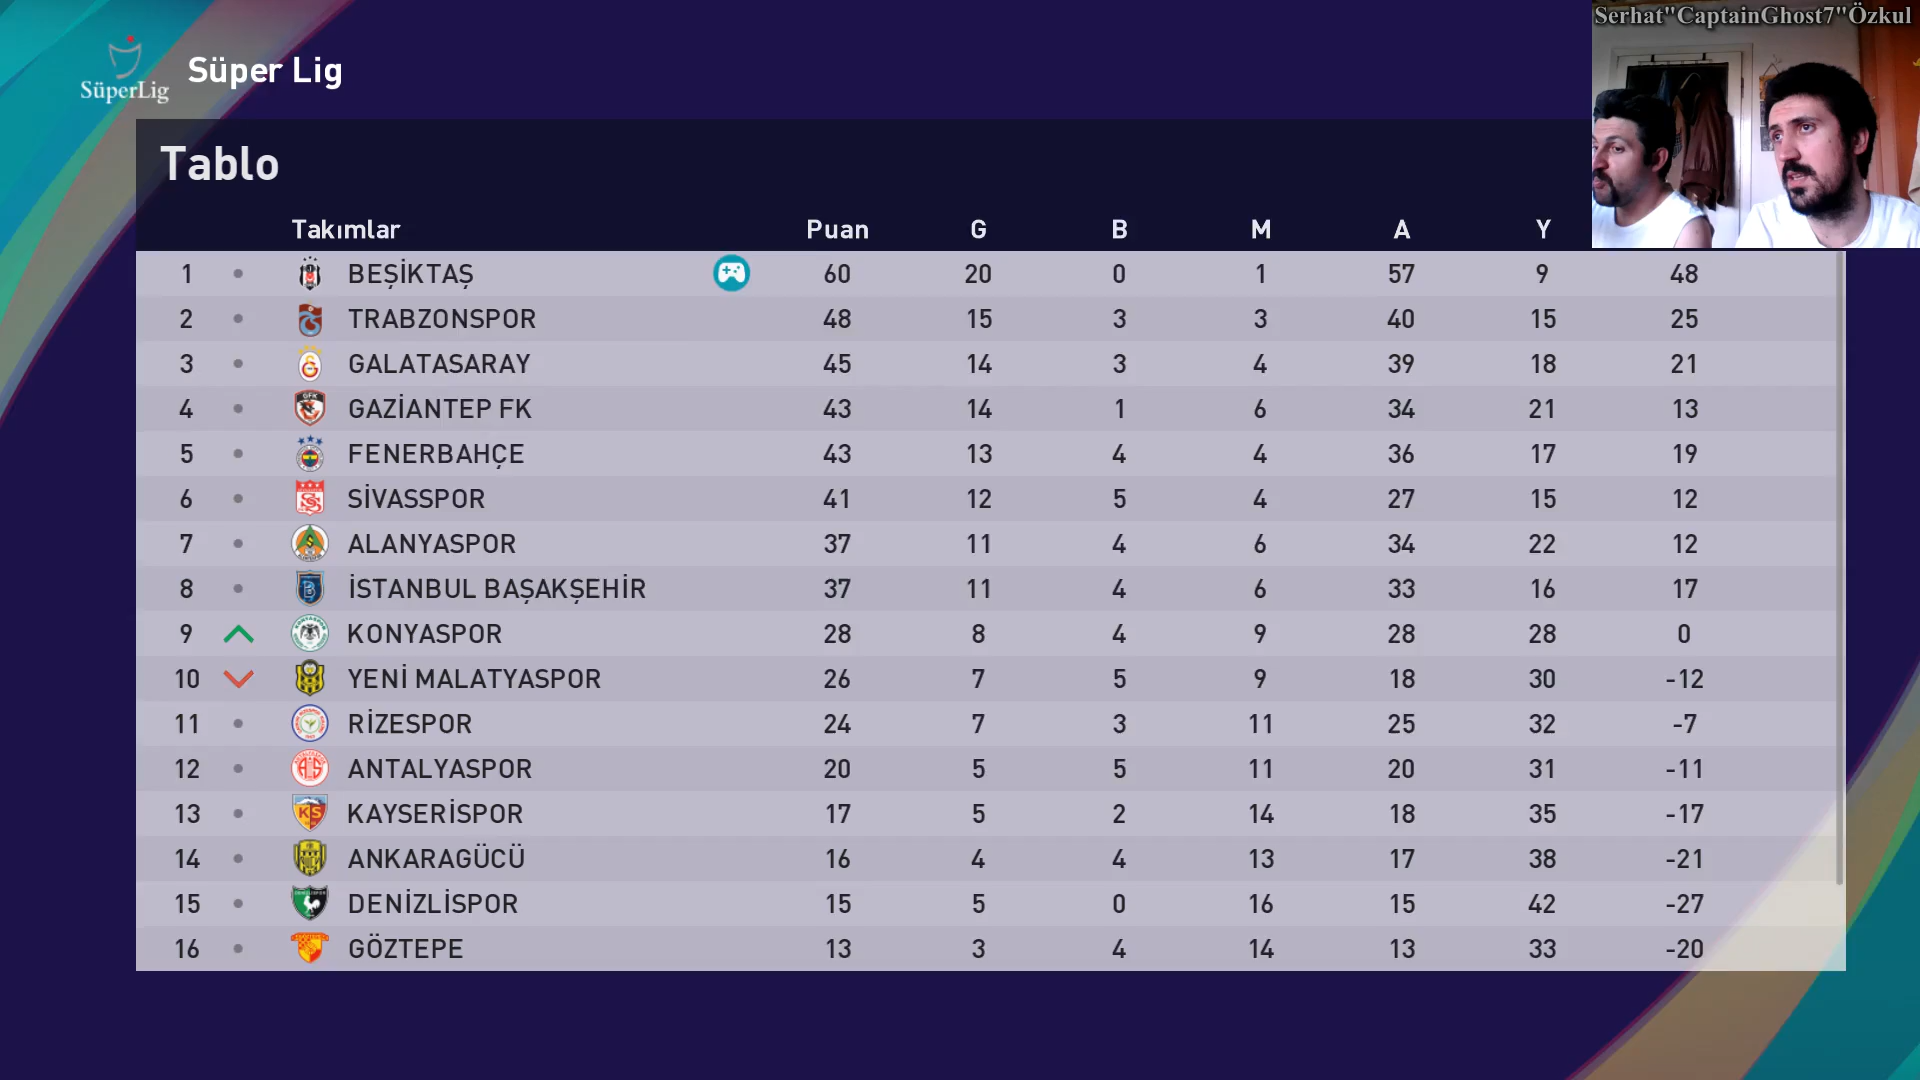 Serhat"CaptainGhost7"Özkul
SüperLig
Süper Lig
Tablo
Takımlar Puan G B M A Y
1 BEŞİKTAŞ 60 20 0 1 57 9 48
2 TRABZONSPOR 48 15 3 3 40 15 25
3 GALATASARAY 45 14 3 4 39 18 21
4 GAZİANTEP FK 43 14 1 6 34 21 13
5 FENERBAHÇE 43 13 4 4 36 17 19
6 SİVASSPOR 41 12 5 4 27 15 12
7 ALANYASPOR 37 11 4 6 34 22 12
8 İSTANBUL BAŞAKŞEHİR 37 11 4 6 33 16 17
9 KONYASPOR 28 8 4 9 28 28 0
10 YENİ MALATYASPOR 26 7 5 9 18 30 -12
11 RİZESPOR 24 7 3 11 25 32 -7
12 ANTALYASPOR 20 5 5 11 20 31 -11
13 KAYSERİSPOR 17 5 2 14 18 35 -17
14 ANKARAGÜCÜ 16 4 4 13 17 38 -21
15 DENİZLİSPOR 15 5 0 16 15 42 -27
16 GÖZTEPE 13 3 4 14 13 33 -20